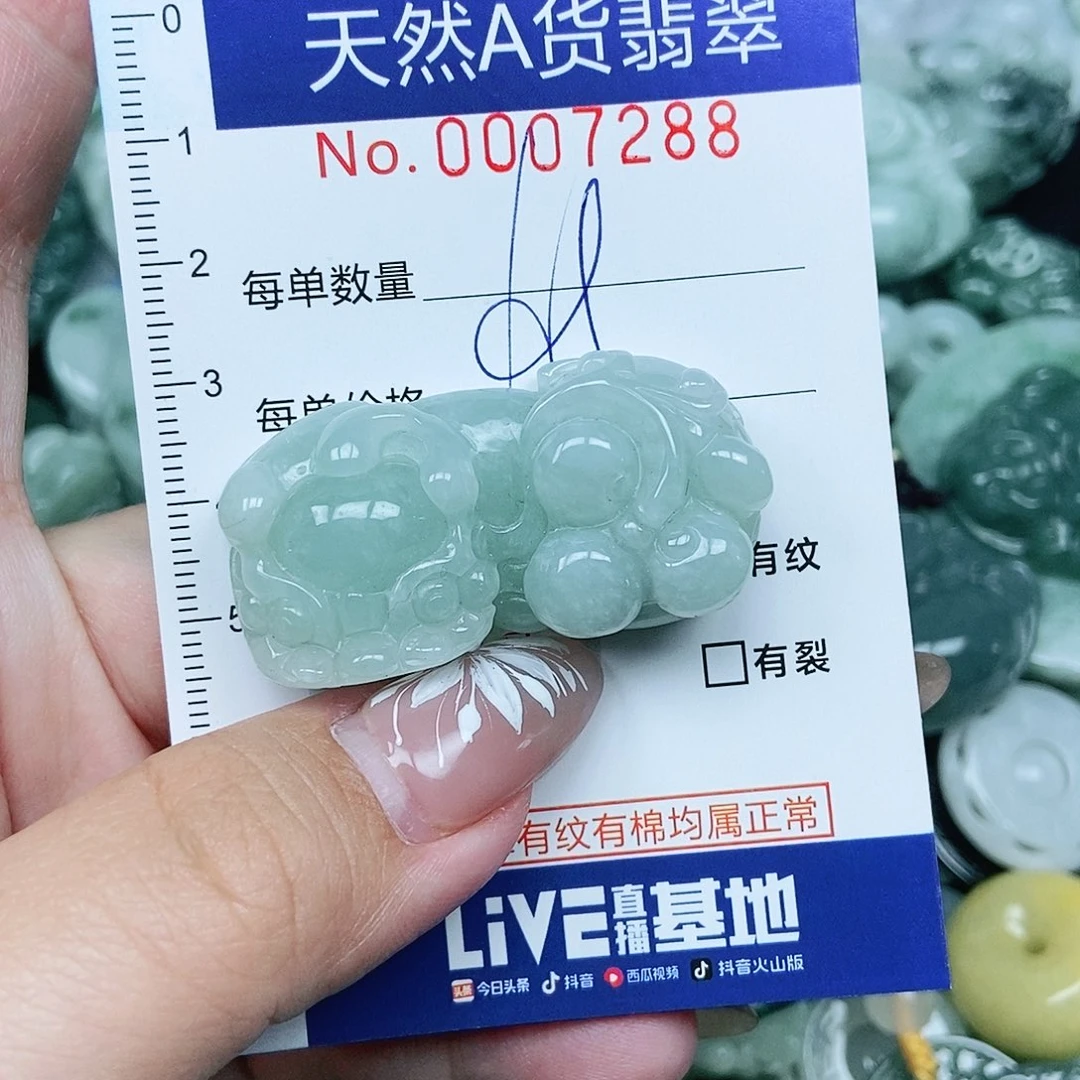 天然A货翡翠
0
No.0007288
1
2
每单数量
3
每单价格
有纹
5
有裂
有纹有棉均属正常
LiVE直播基地
头条 今日头条 抖音 西瓜视频 抖音火山版